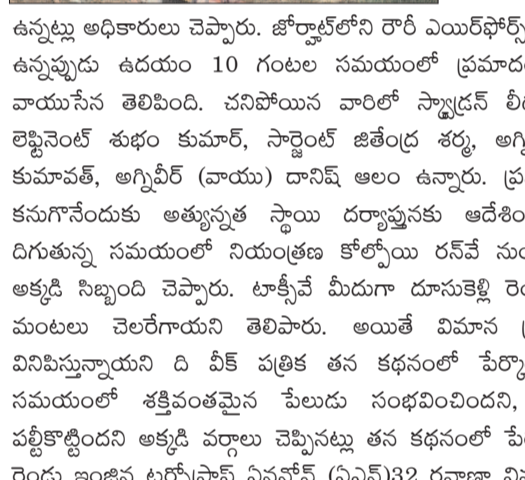 ఉన్నట్లు అధికారులు చెప్పారు. జోర్హాట్‌లోని రౌరీ ఎయిర్‌ఫోర్స్
ఉన్నప్పుడు ఉదయం 10 గంటల సమయంలో ప్రమాద
వాయుసేన తెలిపింది. చనిపోయిన వారిలో స్క్వాడ్రన్ లీ
లెఫ్టినెంట్ శుభం కుమార్, సార్జెంట్ జితేంద్ర శర్మ, అగ్ని
కుమావత్, అగ్నివీర్ (వాయు) దానిష్ ఆలం ఉన్నారు. ప్ర
కనుగొనేందుకు అత్యున్నత స్థాయి దర్యాప్తునకు ఆదేశిం
దిగుతున్న సమయంలో నియంత్రణ కోల్పోయి రన్‌వే నుం
అక్కడి సిబ్బంది చెప్పారు. టాక్సీవే మీదుగా దూసుకెళ్లి రెం
మంటలు చెలరేగాయని తెలిపారు. అయితే విమాన
వినిపిస్తున్నాయని ది వీక్ పత్రిక తన కథనంలో పేర్కొ
సమయంలో శక్తివంతమైన పేలుడు సంభవించిందని,
పల్టీకొట్టిందని అక్కడి వర్గాలు చెప్పినట్లు తన కథనంలో పే
రెండు ఇంజిన్ల